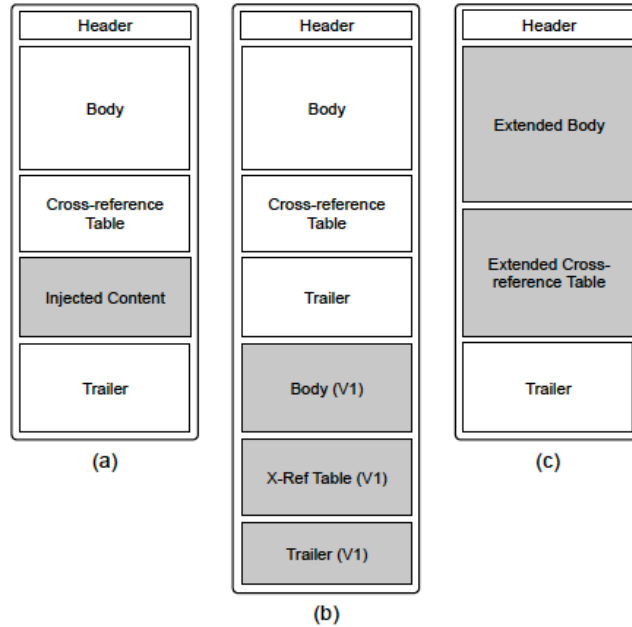 Header
Body
Cross-reference
Table
Injected Content
Trailer
(a)
Header
Body
Cross-reference
Table
Trailer
Body (V1)
X-Ref Table (V1)
Trailer (V1)
(b)
Header
Extended Body
Extended Cross-
reference Table
Trailer
(c)